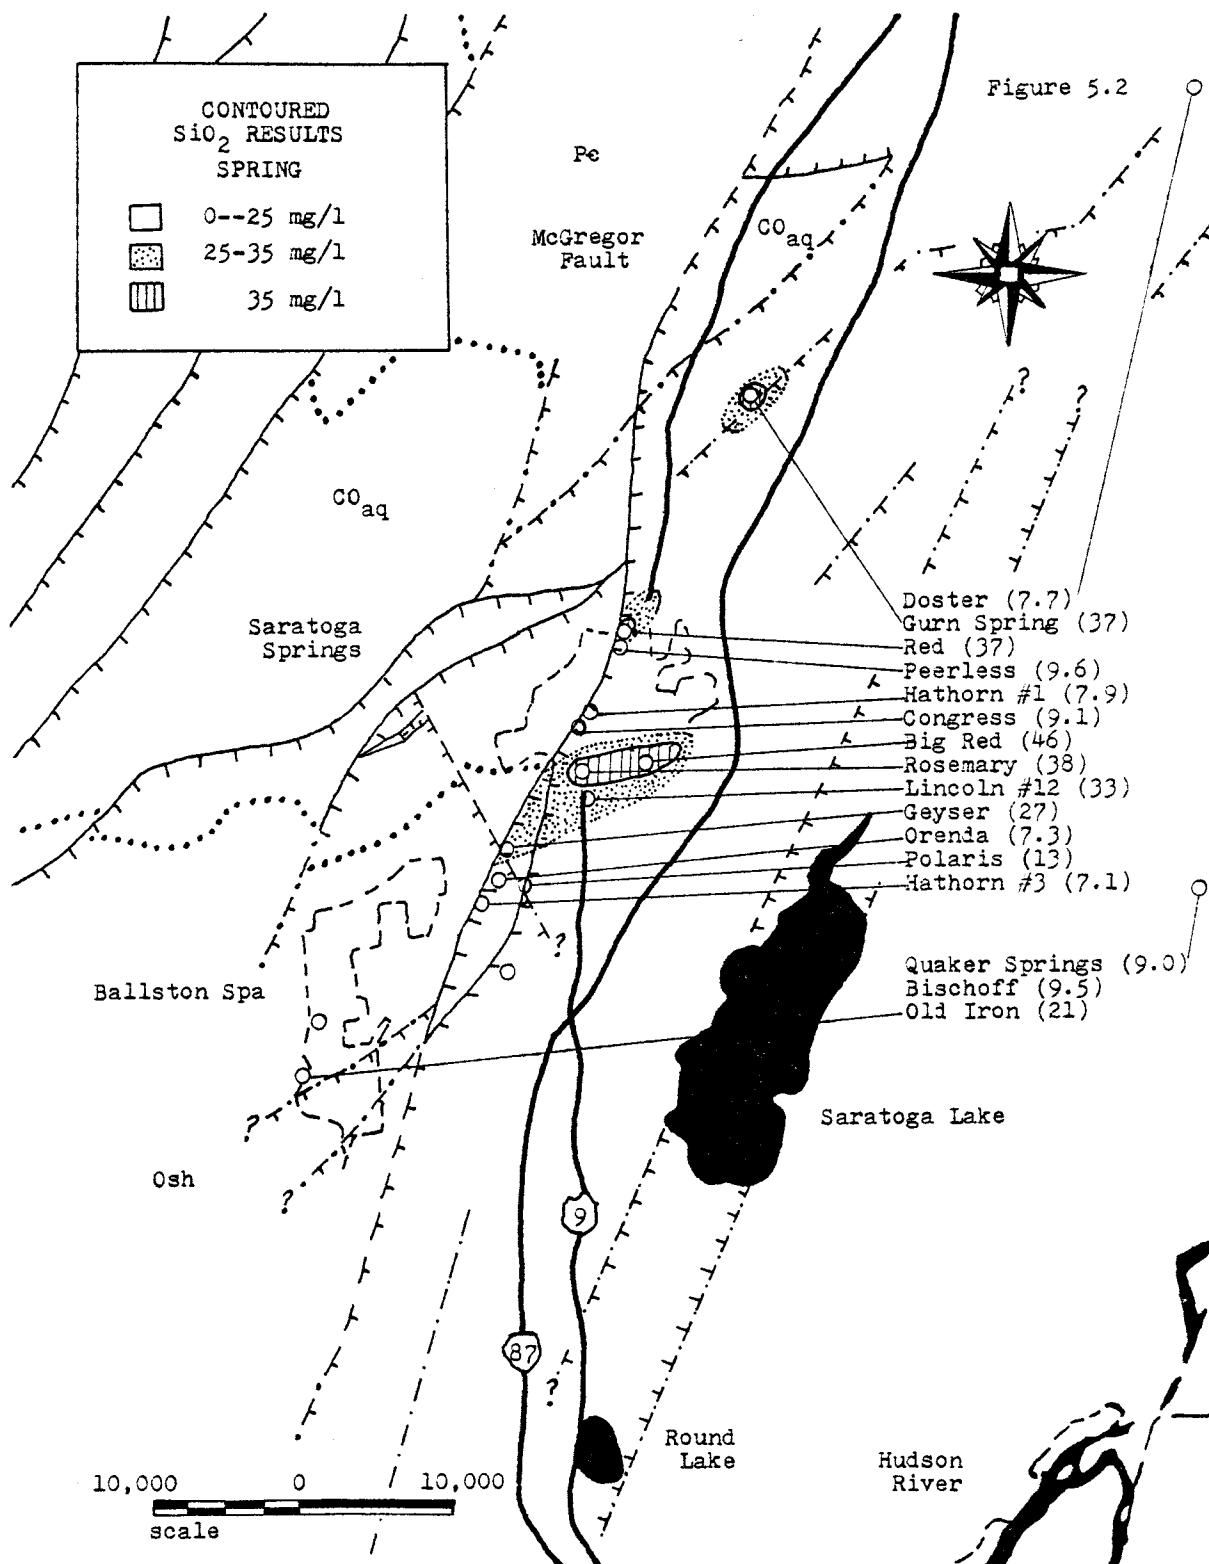 Figure 5.2
CONTOURED
SiO2 RESULTS
SPRING
0--25 mg/l
25-35 mg/l
35 mg/l
P€
McGregor
Fault
COaq
?
?
COaq
Saratoga
Springs
Doster (7.7)
Gurn Spring (37)
Red (37)
Peerless (9.6)
Hathorn #1 (7.9)
Congress (9.1)
Big Red (46)
Rosemary (38)
Lincoln #12 (33)
Geyser (27)
Orenda (7.3)
Polaris (13)
Hathorn #3 (7.1)
?
Quaker Springs (9.0)
Bischoff (9.5)
Old Iron (21)
Ballston Spa
?
?
Saratoga Lake
Osh
?
9
87
?
Round
Lake
Hudson
River
10,000 0 10,000
scale